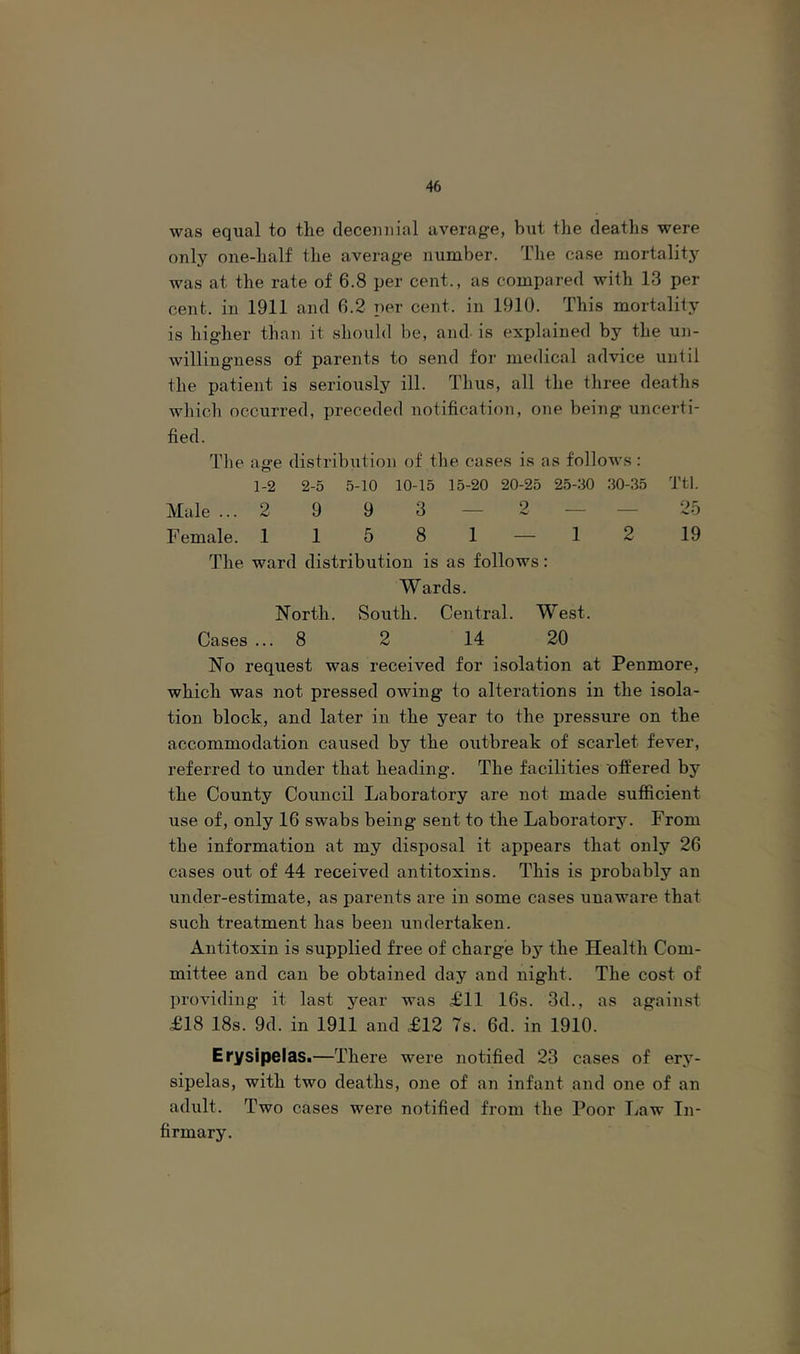 46
was equal to the decennial average, but the deaths were
only one-half the average number. The case mortality
was at the rate of 6.8 per cent., as compared with 13 per
cent. in 1911 and 6.2 per cent. in 1910. This mortality
is higher than it should be, and is explained by the un-
willingness of parents to send for medical advice until
the patient is seriously ill. Thus, all the three deaths
which occurred, preceded notification, one being uncerti-
fied.
The age distribution of the cases is as follows :
1-2 2-5 5-10 10-15 15-20 20-25 25-30 30-35 Ttl.
Male ... 2 9 9 3 — 2 — — 25
Female. 1 1 5 8 1 — 1 2 19
The ward distribution is as follows :
Wards.
North. South. Central. West.
Cases ... 8 2 14 20
No request was received for isolation at Penmore,
which was not pressed owing to alterations in the isola-
tion block, and later in the year to the pressure on the
accommodation caused by the outbreak of scarlet fever,
referred to under that heading. The facilities offered by
the County Council Laboratory are not made sufficient
use of, only 16 swabs being sent to the Laboratory. From
the information at my disposal it appears that only 26
cases out of 44 received antitoxins. This is probably an
under-estimate, as parents are in some cases unaware that
such treatment has been undertaken.
Antitoxin is supplied free of charge by the Health Com-
mittee and can be obtained day and night. The cost of
providing it last year was £11 16s. 3d., as against
£18 18s. 9d. in 1911 and £12 7s. 6d. in 1910.
Erysipelas.—There were notified 23 cases of ery-
sipelas, with two deaths, one of an infant and one of an
adult. Two cases were notified from the Poor Law In-
firmary.